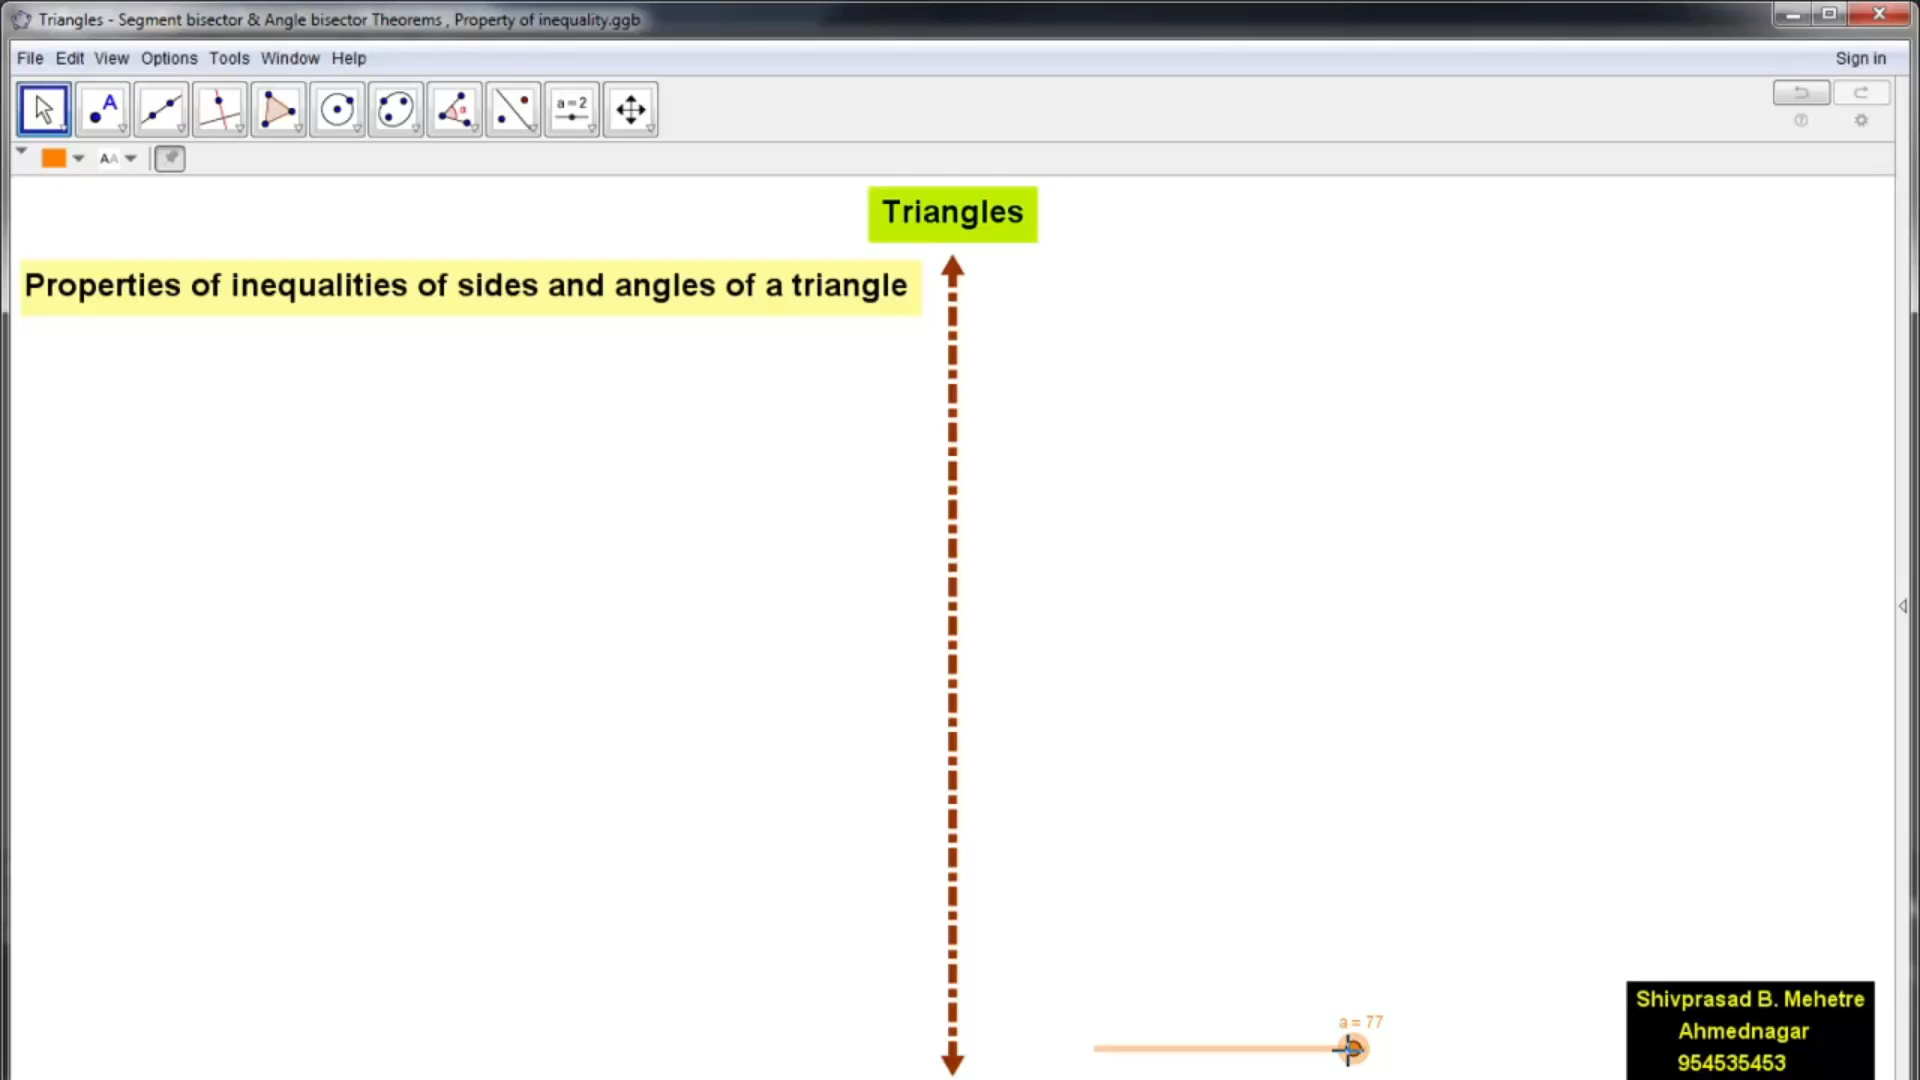 Triangles - Segment bisector & Angle bisector Theorems , Property of inequality.ggb
File Edit View Options Tools Window Help Sign in
A
α
a = 2
AA
Triangles
Properties of inequalities of sides and angles of a triangle
a = 77
Shivprasad B. Mehetre
Ahmednagar
954535453